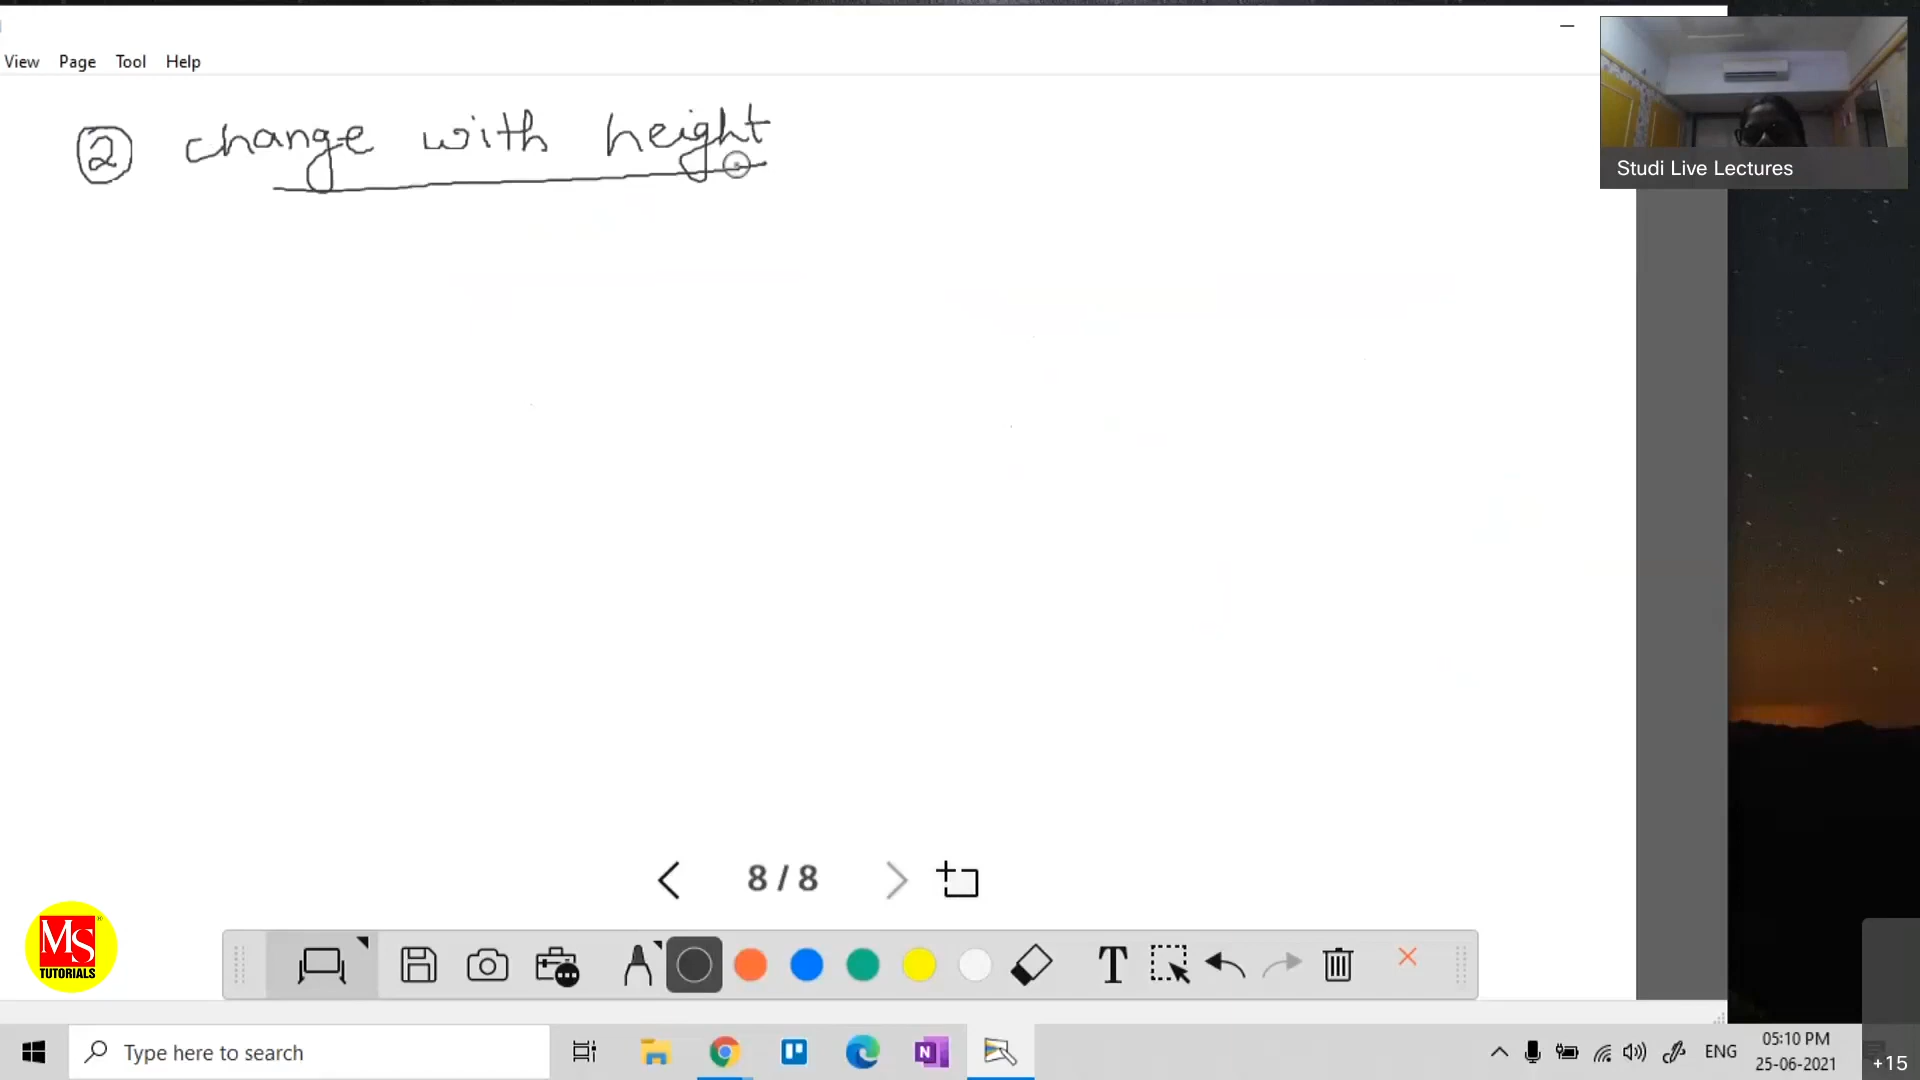 View Page Tool Help
② change with height
Studi Live Lectures
8 / 8
MS
TUTORIALS
T
Type here to search
N
ENG
05:10 PM
25-06-2021
+15